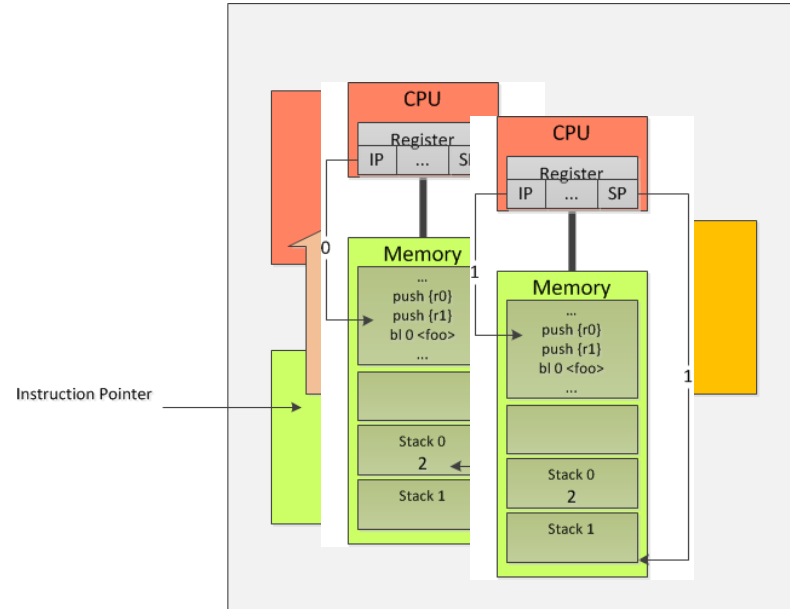 CPU
Register
IP ... SP
0
Memory
...
push {r0}
push {r1}
bl 0 <foo>
...
Stack 0
2
Stack 1
CPU
Register
IP ... SP
1
1
Memory
...
push {r0}
push {r1}
bl 0 <foo>
...
Stack 0
2
Stack 1
Instruction Pointer